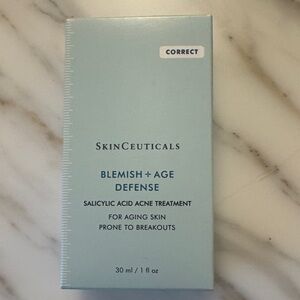 CORRECT
SKINCEUTICALS
BLEMISH + AGE
DEFENSE
SALICYLIC ACID ACNE TREATMENT
FOR AGING SKIN
PRONE TO BREAKOUTS
30 ml / 1 fl oz